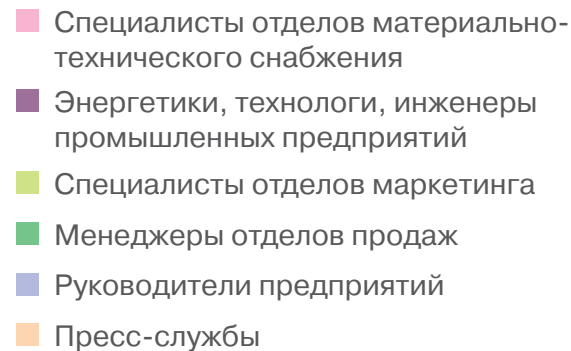 Специалисты отделов материально-
технического снабжения
Энергетики, технологи, инженеры
промышленных предприятий
Специалисты отделов маркетинга
Менеджеры отделов продаж
Руководители предприятий
Пресс-службы